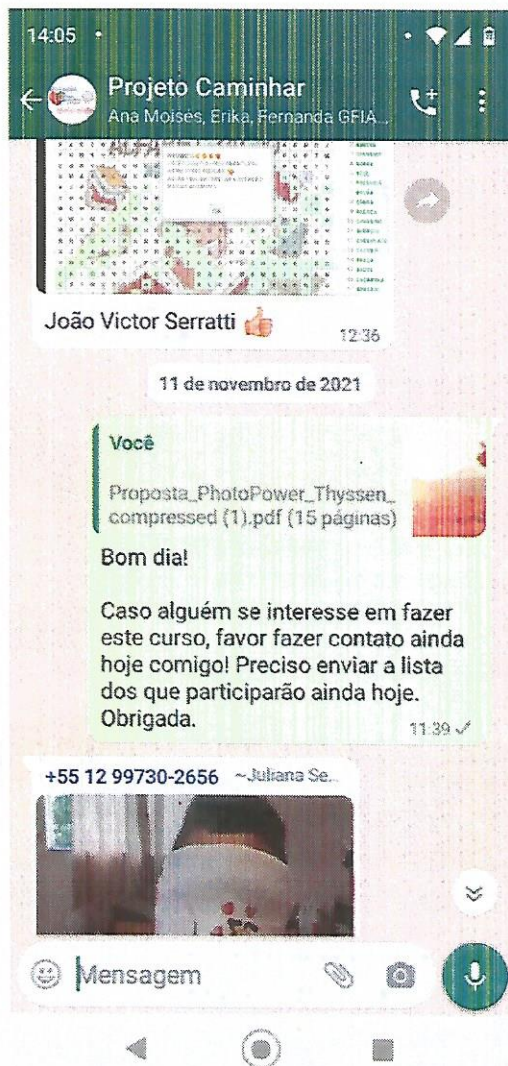 14:05
Projeto Caminhar
Ana Moisés, Erika, Fernanda GFIA...
João Victor Serratti 👍
12:36
11 de novembro de 2021
Você
Proposta_PhotoPower_Thyssen_
compressed (1).pdf (15 páginas)
Bom dia!
Caso alguém se interesse em fazer
este curso, favor fazer contato ainda
hoje comigo! Preciso enviar a lista
dos que participarão ainda hoje.
Obrigada.
11:39
+55 12 99730-2656 ~Juliana Se...
Mensagem